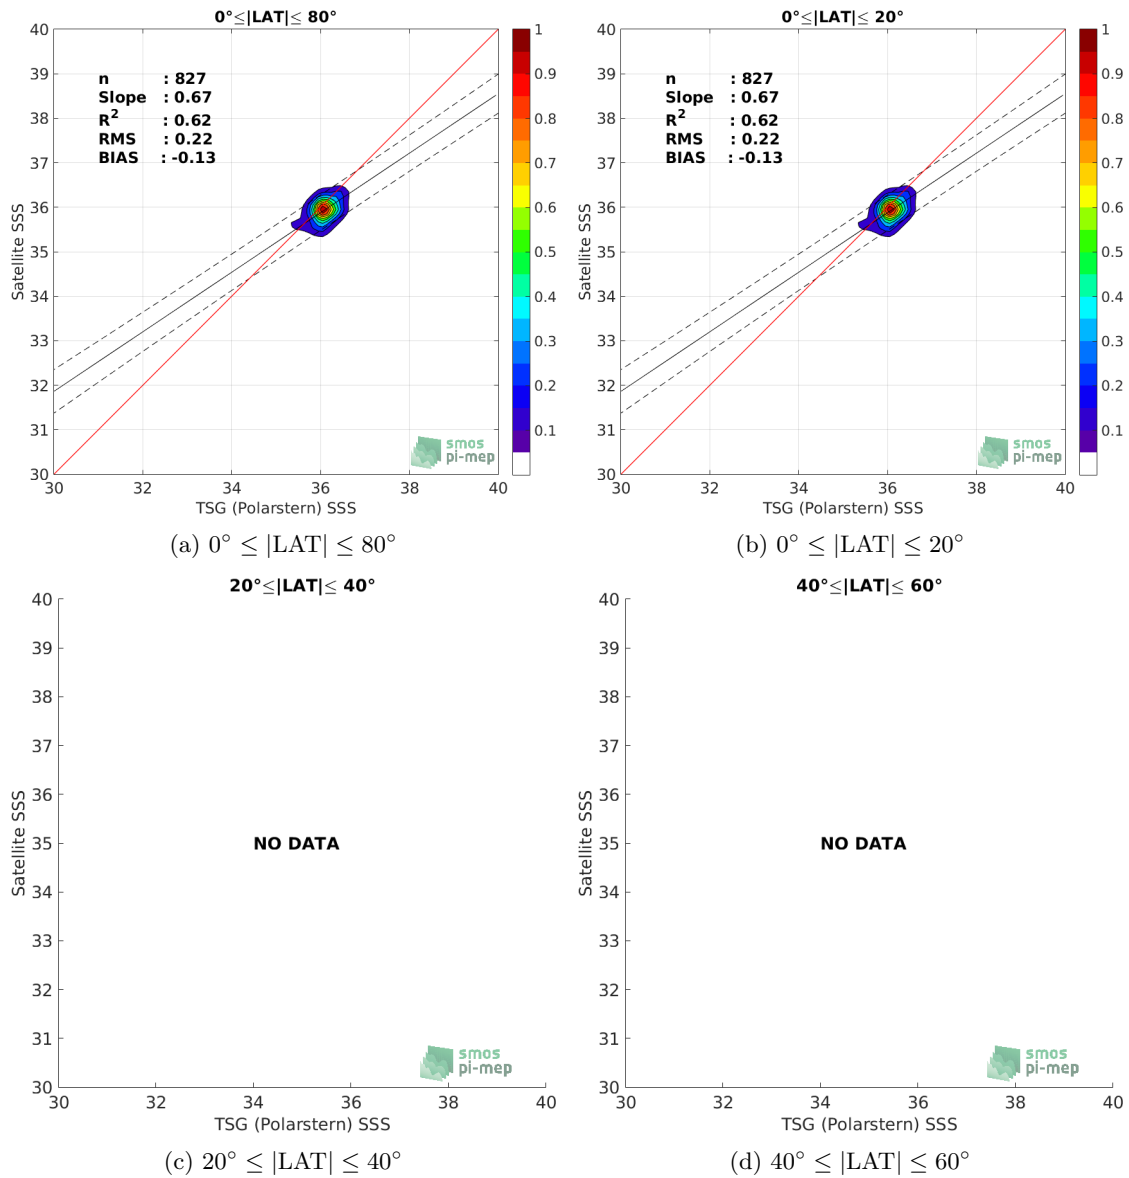 0°≤|LAT|≤ 80°
n : 827
Slope : 0.67
R² : 0.62
RMS : 0.22
BIAS : -0.13
Satellite SSS
40
39
38
37
36
35
34
33
32
31
30
30 32 34 36 38 40
TSG (Polarstern) SSS
1
0.9
0.8
0.7
0.6
0.5
0.4
0.3
0.2
0.1
smos
pi-mep
(a) 0° ≤ |LAT| ≤ 80°
0°≤|LAT|≤ 20°
n : 827
Slope : 0.67
R² : 0.62
RMS : 0.22
BIAS : -0.13
Satellite SSS
40
39
38
37
36
35
34
33
32
31
30
30 32 34 36 38 40
TSG (Polarstern) SSS
1
0.9
0.8
0.7
0.6
0.5
0.4
0.3
0.2
0.1
smos
pi-mep
(b) 0° ≤ |LAT| ≤ 20°
20°≤|LAT|≤ 40°
Satellite SSS
40
39
38
37
36
35
34
33
32
31
30
NO DATA
smos
pi-mep
30 32 34 36 38 40
TSG (Polarstern) SSS
(c) 20° ≤ |LAT| ≤ 40°
40°≤|LAT|≤ 60°
Satellite SSS
40
39
38
37
36
35
34
33
32
31
30
NO DATA
smos
pi-mep
30 32 34 36 38 40
TSG (Polarstern) SSS
(d) 40° ≤ |LAT| ≤ 60°